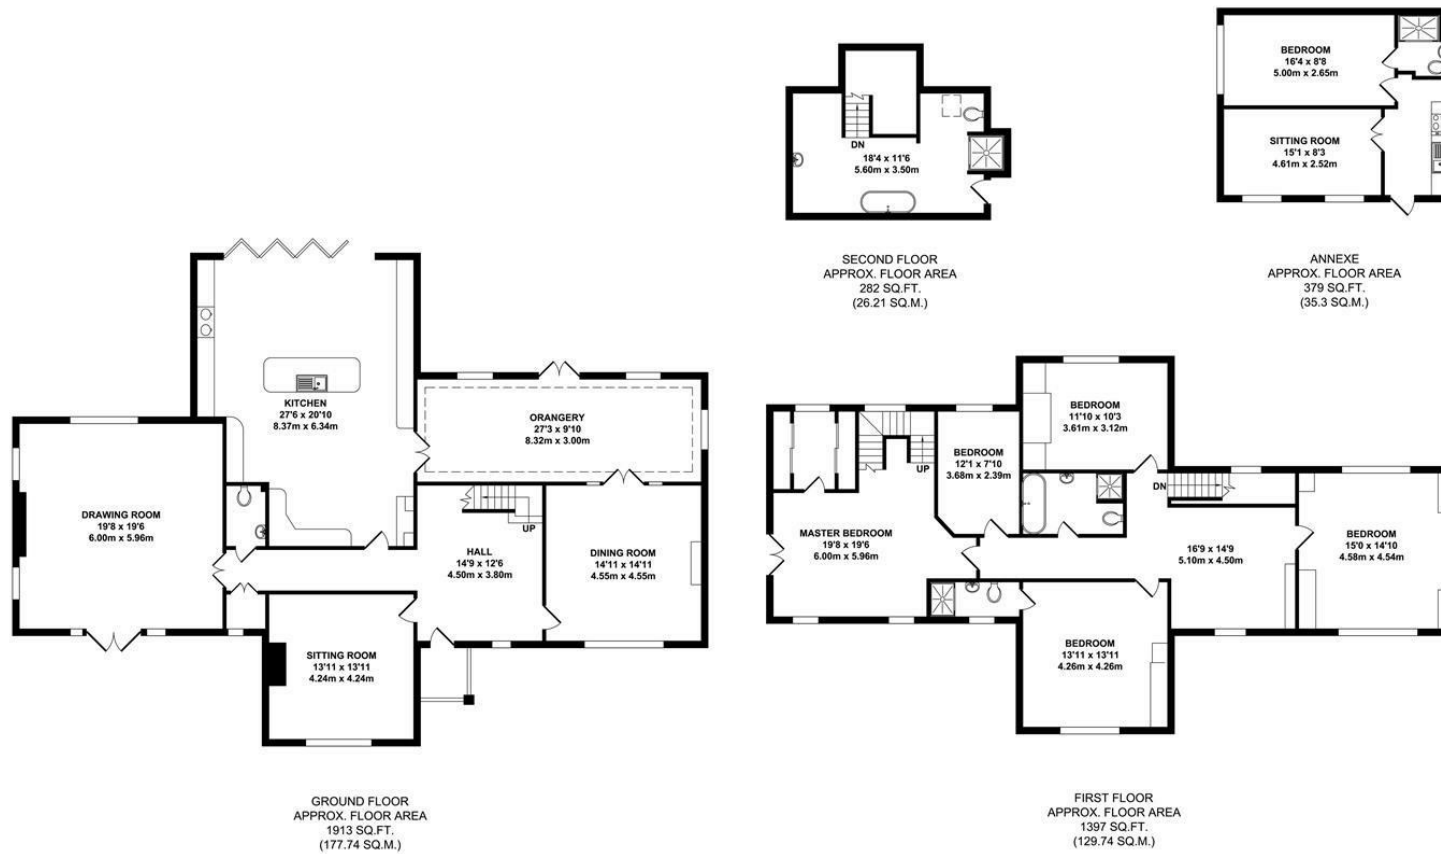 BEDROOM
16'4 x 8'8
5.00m x 2.65m
SITTING ROOM
15'1 x 8'3
4.61m x 2.52m
ANNEXE
APPROX. FLOOR AREA
379 SQ.FT.
(35.3 SQ.M.)
DN
18'4 x 11'6
5.60m x 3.50m
SECOND FLOOR
APPROX. FLOOR AREA
282 SQ.FT.
(26.21 SQ.M.)
KITCHEN
27'6 x 20'10
8.37m x 6.34m
ORANGERY
27'3 x 9'10
8.32m x 3.00m
DRAWING ROOM
19'8 x 19'6
6.00m x 5.96m
UP
HALL
14'9 x 12'6
4.50m x 3.80m
DINING ROOM
14'11 x 14'11
4.55m x 4.55m
SITTING ROOM
13'11 x 13'11
4.24m x 4.24m
GROUND FLOOR
APPROX. FLOOR AREA
1913 SQ.FT.
(177.74 SQ.M.)
BEDROOM
11'10 x 10'3
3.61m x 3.12m
BEDROOM
12'1 x 7'10
3.68m x 2.39m
UP
DN
MASTER BEDROOM
19'8 x 19'6
6.00m x 5.96m
16'9 x 14'9
5.10m x 4.50m
BEDROOM
15'0 x 14'10
4.58m x 4.54m
BEDROOM
13'11 x 13'11
4.26m x 4.26m
FIRST FLOOR
APPROX. FLOOR AREA
1397 SQ.FT.
(129.74 SQ.M.)